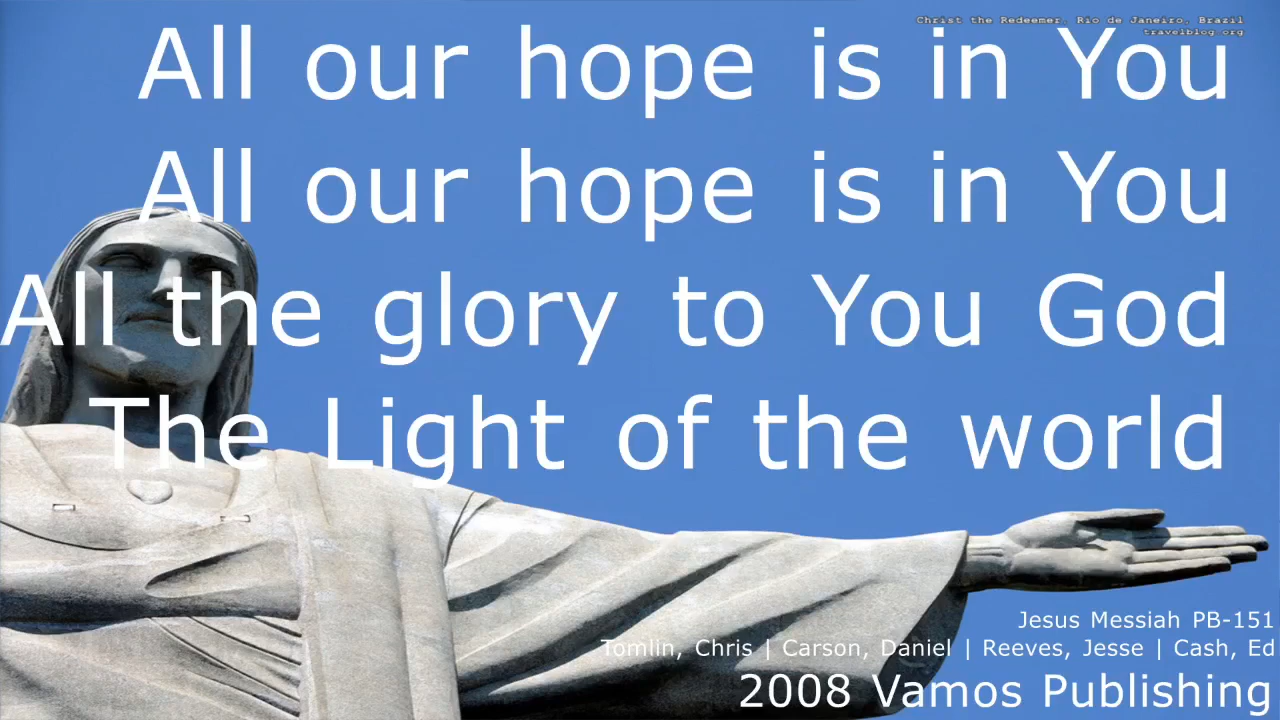 Christ the Redeemer, Rio de Janeiro, Brazil
travelblog.org
All our hope is in You
All our hope is in You
All the glory to You God
The Light of the world
Jesus Messiah PB-151
Tomlin, Chris | Carson, Daniel | Reeves, Jesse | Cash, Ed
2008 Vamos Publishing